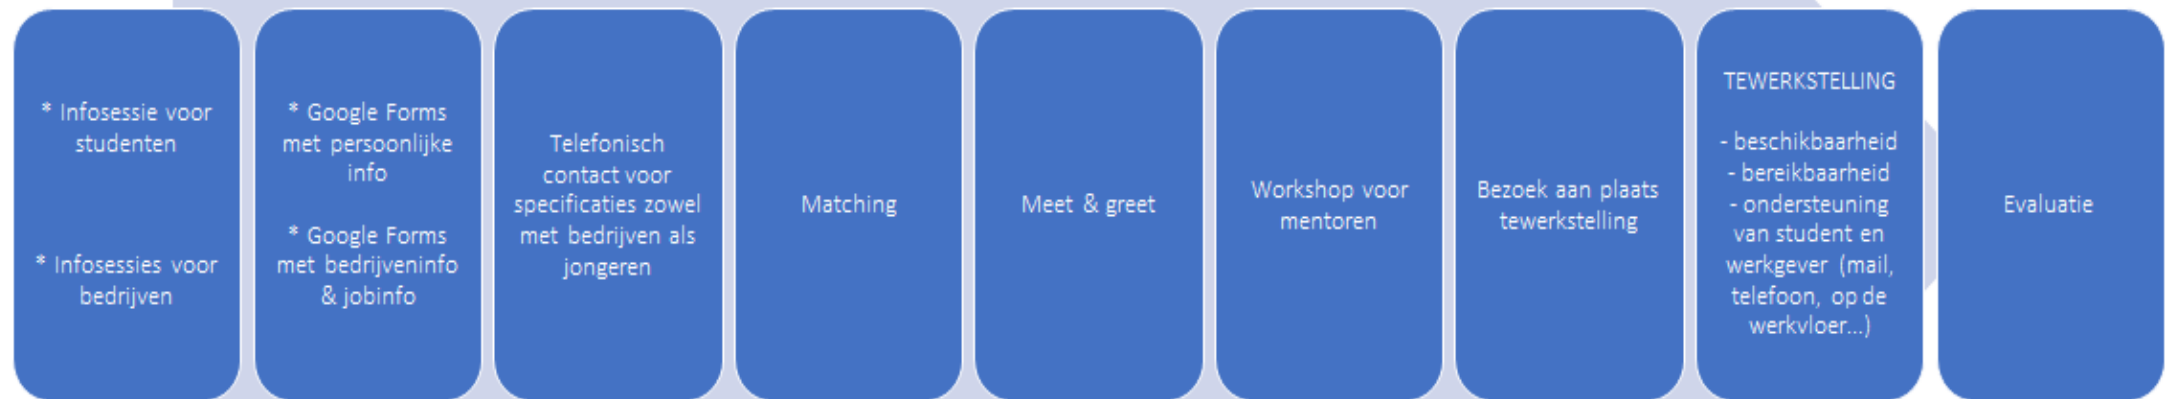 * Infosessie voor
studenten
* Infosessies voor
bedrijven
* Google Forms
met persoonlijke
info
* Google Forms
met bedrijveninfo
& jobinfo
Telefonisch
contact voor
specificaties zowel
met bedrijven als
jongeren
Matching
Meet & greet
Workshop voor
mentoren
Bezoek aan plaats
tewerkstelling
TEWERKSTELLING
- beschikbaarheid
- bereikbaarheid
- ondersteuning
van student en
werkgever (mail,
telefoon, op de
werkvloer...)
Evaluatie